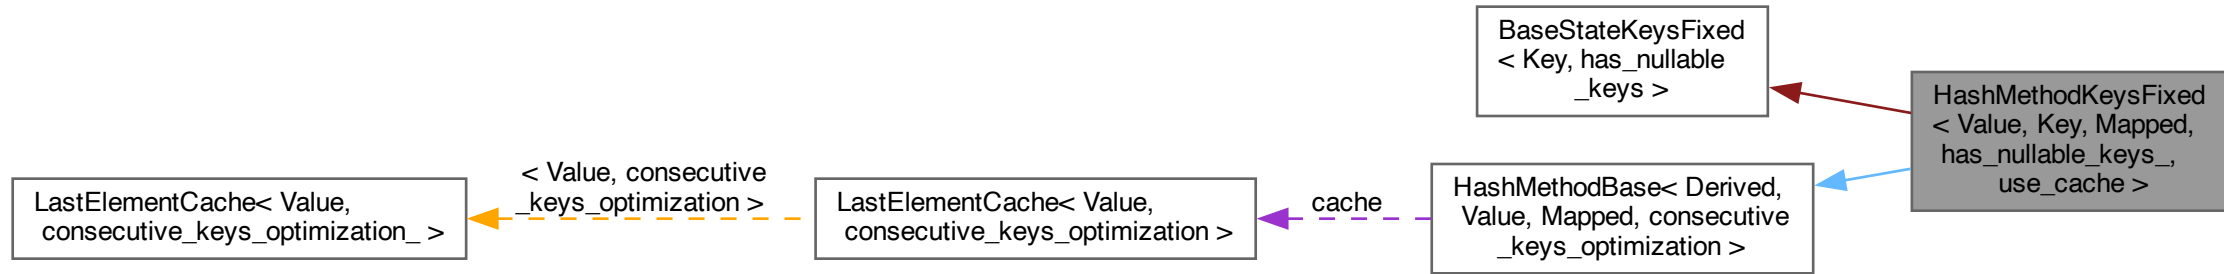 BaseStateKeysFixed
< Key, has_nullable
_keys >
HashMethodKeysFixed
< Value, Key, Mapped,
has_nullable_keys_,
use_cache >
LastElementCache< Value,
consecutive_keys_optimization_ >
< Value, consecutive
_keys_optimization >
LastElementCache< Value,
consecutive_keys_optimization >
cache
HashMethodBase< Derived,
Value, Mapped, consecutive
_keys_optimization >